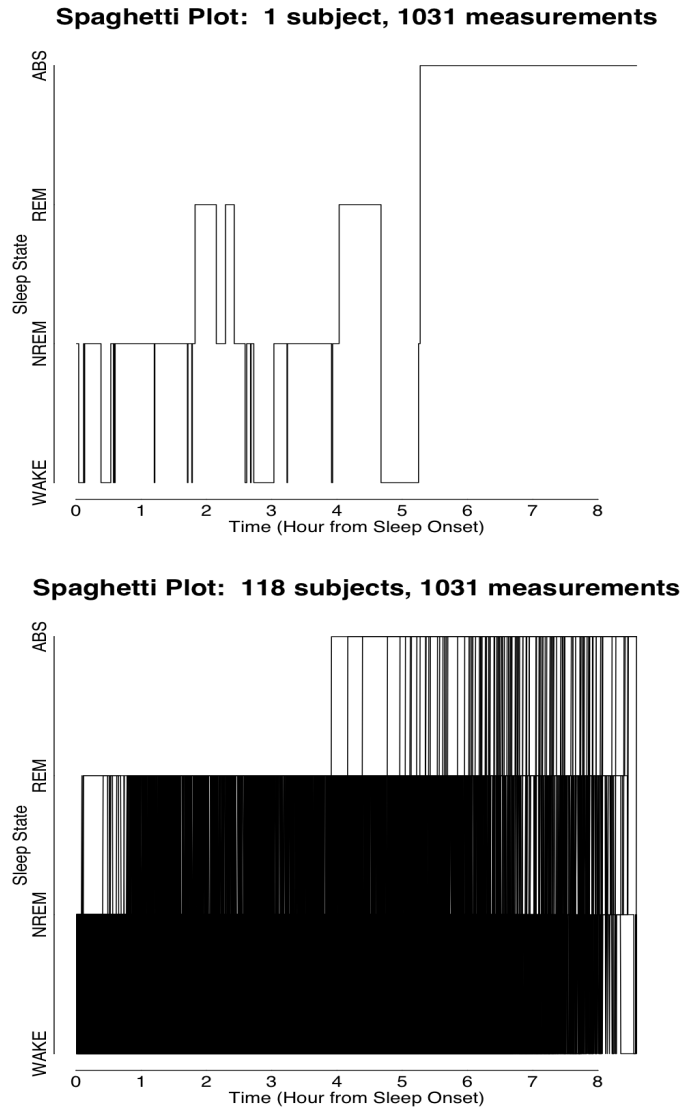 Spaghetti Plot: 1 subject, 1031 measurements
ABS
REM
NREM
WAKE
Sleep State
0 1 2 3 4 5 6 7 8
Time (Hour from Sleep Onset)
Spaghetti Plot: 118 subjects, 1031 measurements
ABS
REM
NREM
WAKE
Sleep State
0 1 2 3 4 5 6 7 8
Time (Hour from Sleep Onset)